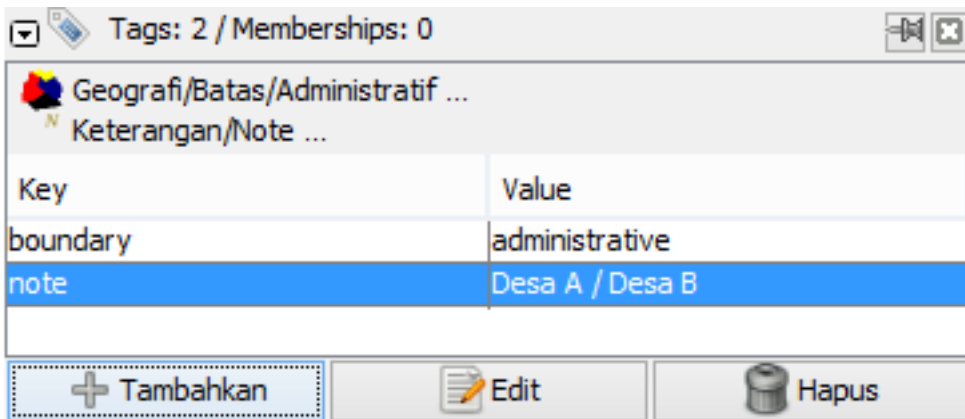 Tags: 2 / Memberships: 0
Geografi/Batas/Administratif ...
N
Keterangan/Note ...
Key Value
boundary administrative
note Desa A / Desa B
Tambahkan Edit Hapus